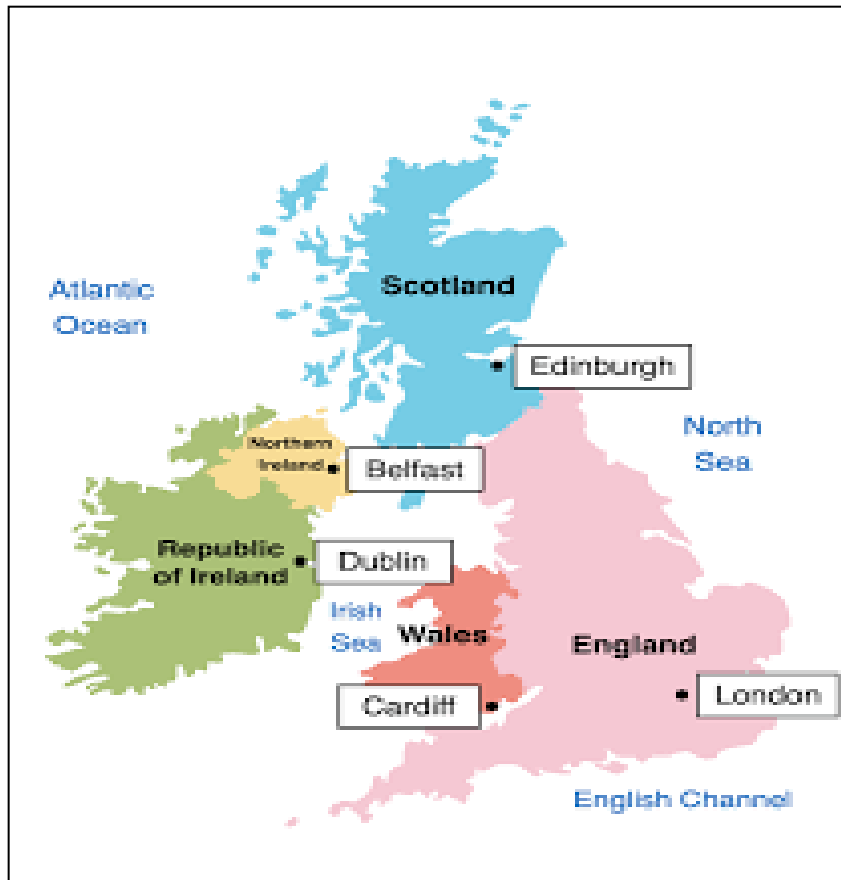 Scotland
Atlantic
Ocean
Edinburgh
North
Sea
Northern
Ireland
Belfast
Republic
of Ireland
Dublin
Irish
Sea
Wales
England
Cardiff
London
English Channel